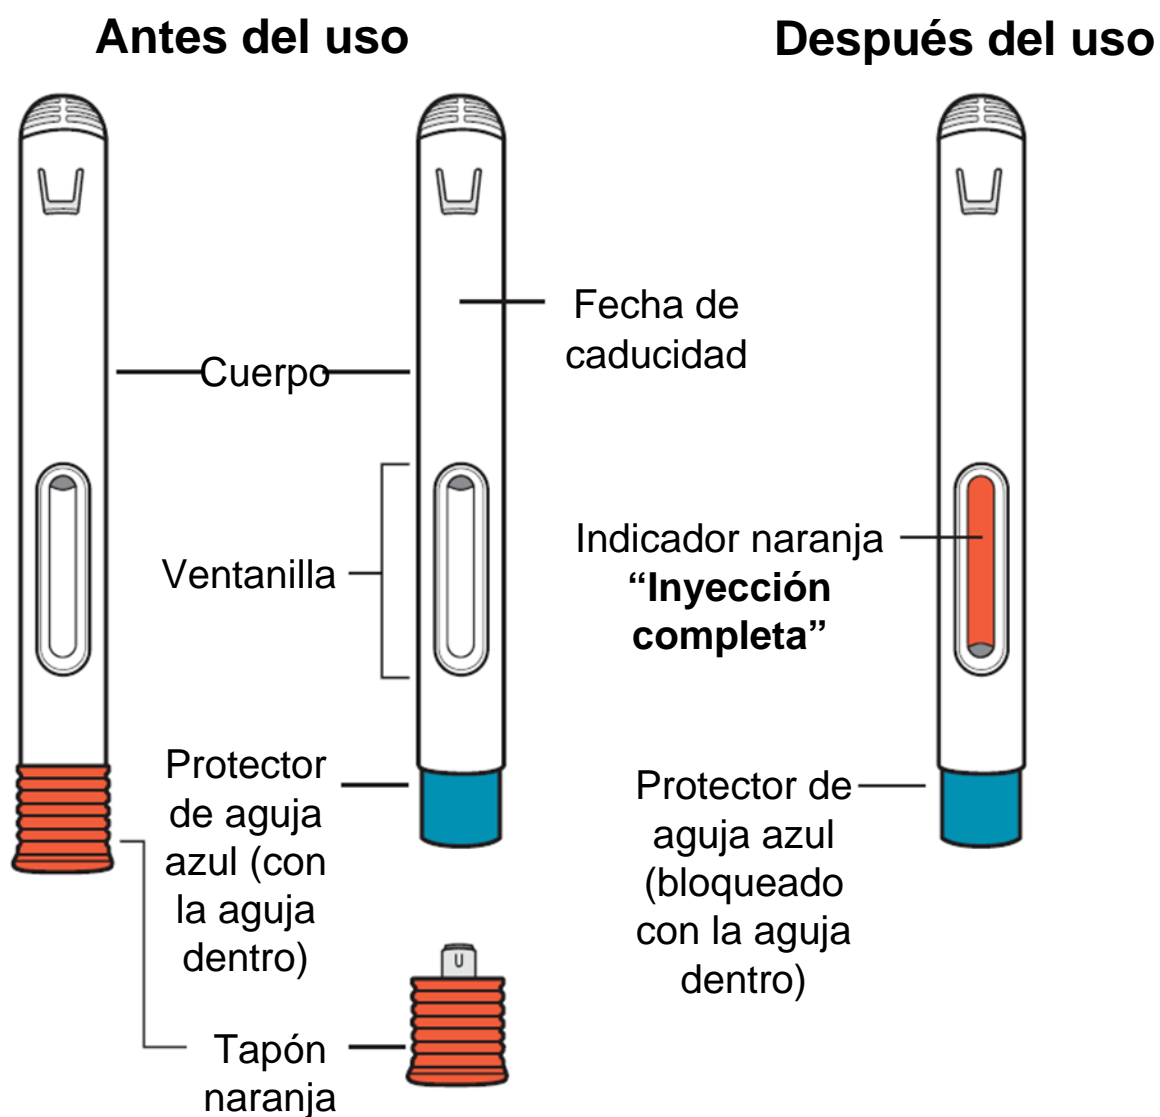 Antes del uso
Después del uso
Fecha de
caducidad
Cuerpo
Ventanilla
Indicador naranja
“Inyección
completa”
Protector
de aguja
azul (con
la aguja
dentro)
Protector de
aguja azul
(bloqueado
con la aguja
dentro)
Tapón
naranja